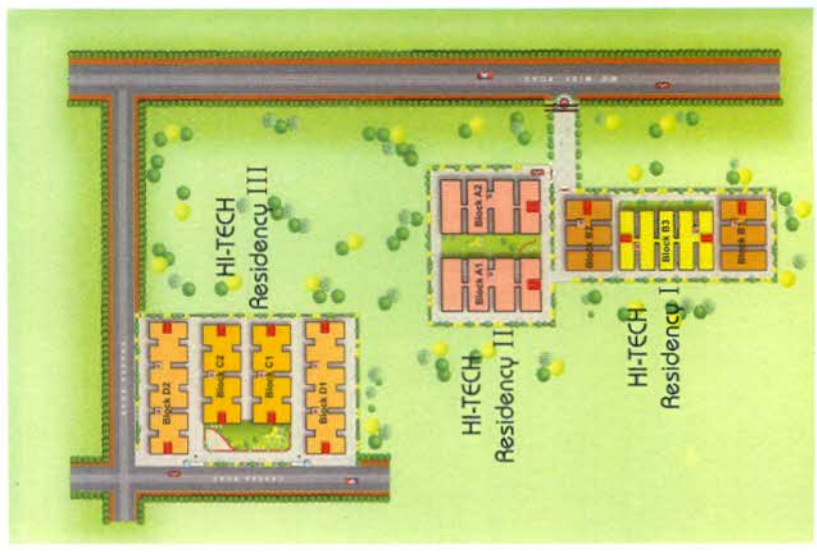 HI-TECH
Residency III
Block A2
Block A1
Block B2
Block B3
Block B1
HI-TECH
Residency II
HI-TECH
Residency I
Block D2
Block C2
Block C1
Block D1